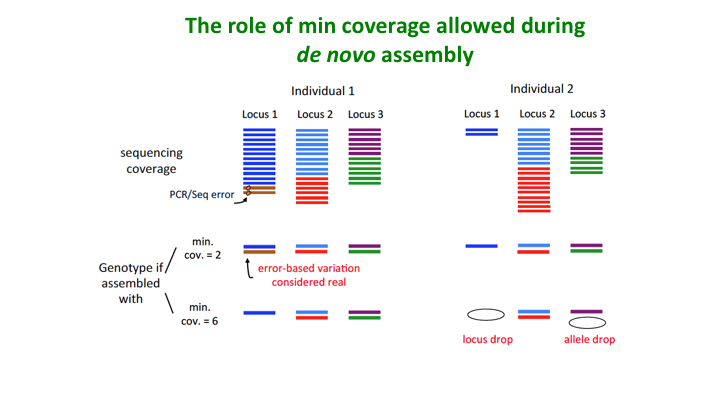 The role of min coverage allowed during
de novo assembly
Individual 1
Individual 2
Locus 1 Locus 2 Locus 3
Locus 1 Locus 2 Locus 3
sequencing
coverage
PCR/Seq error
min.
cov. = 2
Genotype if
assembled
with
error-based variation
considered real
min.
cov. = 6
locus drop
allele drop